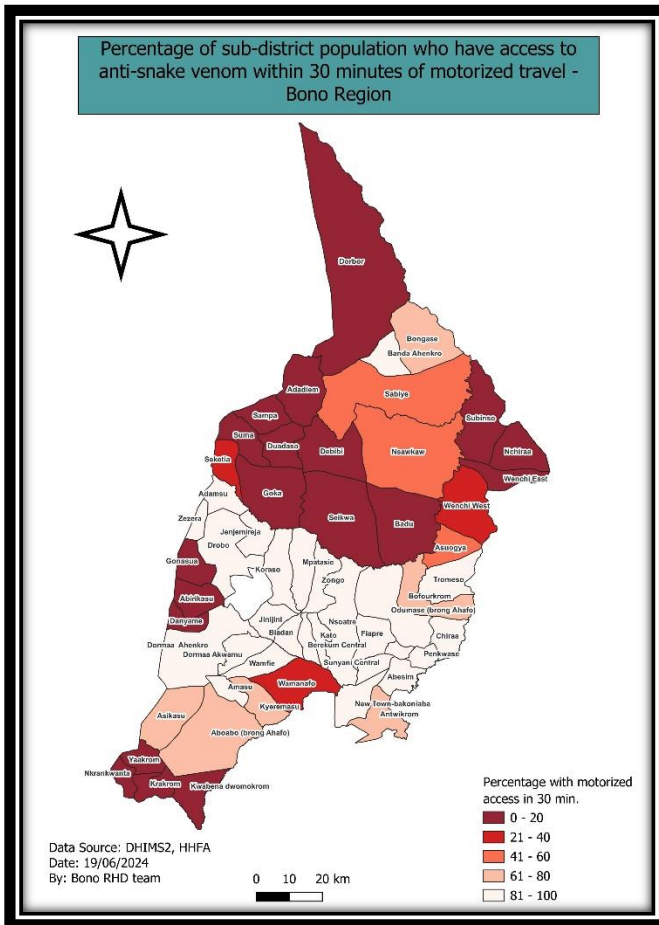 Percentage of sub-district population who have access to
anti-snake venom within 30 minutes of motorized travel -
Bono Region
Dorbor
Bongase
Banda Ahenkro
Adadiem
Sabiye
Sampa
Subinso
Suma
Duadaso
Debibi
Nsawkaw
Nchiraa
Seketia
Wenchi East
Goka
Adamsu
Wenchi West
Seikwa
Badu
Zezera
Jenjemireja
Asuogya
Drobo
Gonasua
Koraso
Mpatasie
Tromeso
Zongo
Abirikasu
Bofourkrom
Odumase (brong Ahafo)
Danyame
Jinijini
Nsoatre
Biadan
Kato
Fiapre
Chiraa
Dormaa Ahenkro
Berekum Central
Dormaa Akwamu
Penkwase
Wamfie
Sunyani Central
Abesim
Amasu
Wamanafo
Kyeremasu
New Town-bakoniaba
Asikasu
Antwikrom
Aboabo (brong Ahafo)
Yaakrom
Nkrankwanta
Krakrom
Kwabena dwomokrom
Percentage with motorized
access in 30 min.
0 - 20
21 - 40
41 - 60
61 - 80
81 - 100
Data Source: DHIMS2, HHFA
Date: 19/06/2024
By: Bono RHD team
0 10 20 km